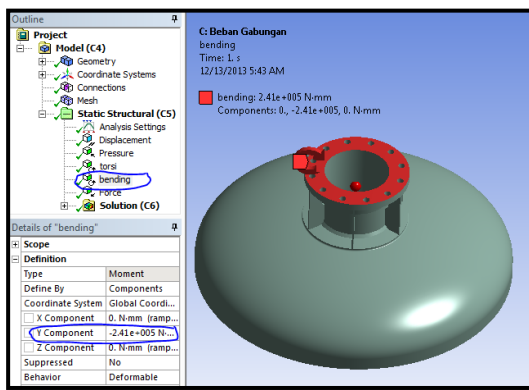 Outline
Project
Model (C4)
Geometry
Coordinate Systems
Connections
Mesh
Static Structural (C5)
Analysis Settings
Displacement
Pressure
torsi
bending
Force
Solution (C6)
Details of "bending"
Scope
Definition
Type Moment
Define By Components
Coordinate System Global Coordi...
X Component 0. N·mm (ramp...
Y Component -2.41e+005 N·...
Z Component 0. N·mm (ramp...
Suppressed No
Behavior Deformable
C: Beban Gabungan
bending
Time: 1. s
12/13/2013 5:43 AM
bending: 2.41e+005 N·mm
Components: 0., -2.41e+005, 0. N·mm